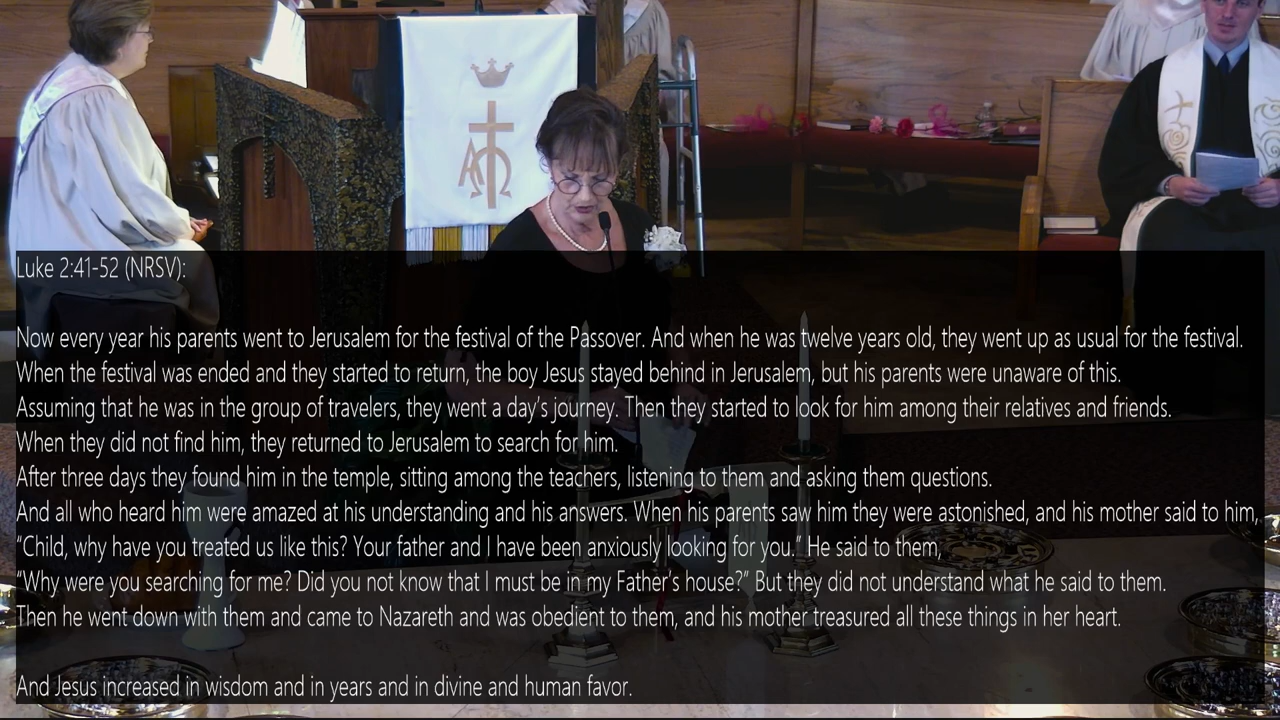 Luke 2:41-52 (NRSV):
Now every year his parents went to Jerusalem for the festival of the Passover. And when he was twelve years old, they went up as usual for the festival.
When the festival was ended and they started to return, the boy Jesus stayed behind in Jerusalem, but his parents were unaware of this.
Assuming that he was in the group of travelers, they went a day’s journey. Then they started to look for him among their relatives and friends.
When they did not find him, they returned to Jerusalem to search for him.
After three days they found him in the temple, sitting among the teachers, listening to them and asking them questions.
And all who heard him were amazed at his understanding and his answers. When his parents saw him they were astonished, and his mother said to him,
“Child, why have you treated us like this? Your father and I have been anxiously looking for you.” He said to them,
“Why were you searching for me? Did you not know that I must be in my Father’s house?” But they did not understand what he said to them.
Then he went down with them and came to Nazareth and was obedient to them, and his mother treasured all these things in her heart.
And Jesus increased in wisdom and in years and in divine and human favor.